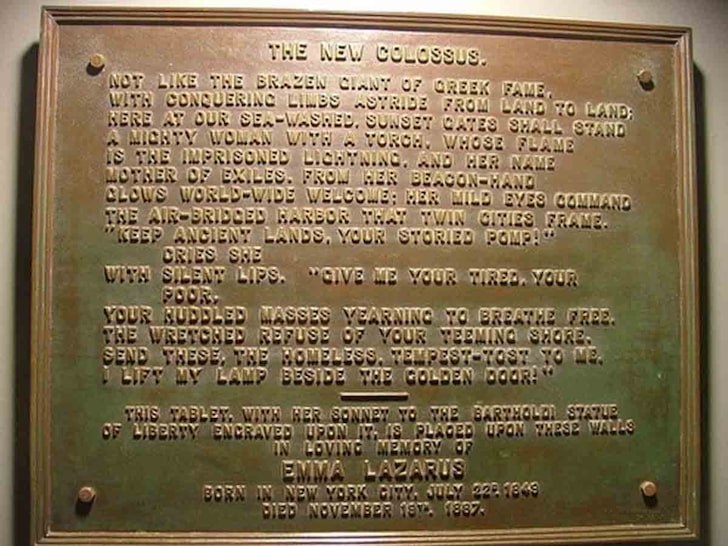 THE NEW COLOSSUS.
NOT LIKE THE BRAZEN GIANT OF GREEK FAME,
WITH CONQUERING LIMBS ASTRIDE FROM LAND TO LAND;
HERE AT OUR SEA-WASHED, SUNSET GATES SHALL STAND
A MIGHTY WOMAN WITH A TORCH, WHOSE FLAME
IS THE IMPRISONED LIGHTNING, AND HER NAME
MOTHER OF EXILES. FROM HER BEACON-HAND
GLOWS WORLD-WIDE WELCOME; HER MILD EYES COMMAND
THE AIR-BRIDGED HARBOR THAT TWIN CITIES FRAME.
"KEEP ANCIENT LANDS, YOUR STORIED POMP!"
CRIES SHE
WITH SILENT LIPS. "GIVE ME YOUR TIRED, YOUR
POOR,
YOUR HUDDLED MASSES YEARNING TO BREATHE FREE.
THE WRETCHED REFUSE OF YOUR TEEMING SHORE.
SEND THESE, THE HOMELESS, TEMPEST-TOST TO ME.
I LIFT MY LAMP BESIDE THE GOLDEN DOOR!"
THIS TABLET, WITH HER SONNET TO THE BARTHOLDI STATUE
OF LIBERTY ENGRAVED UPON IT, IS PLACED UPON THESE WALLS
IN LOVING MEMORY OF
EMMA LAZARUS
BORN IN NEW YORK CITY, JULY 22D 1849
DIED NOVEMBER 19TH, 1887.